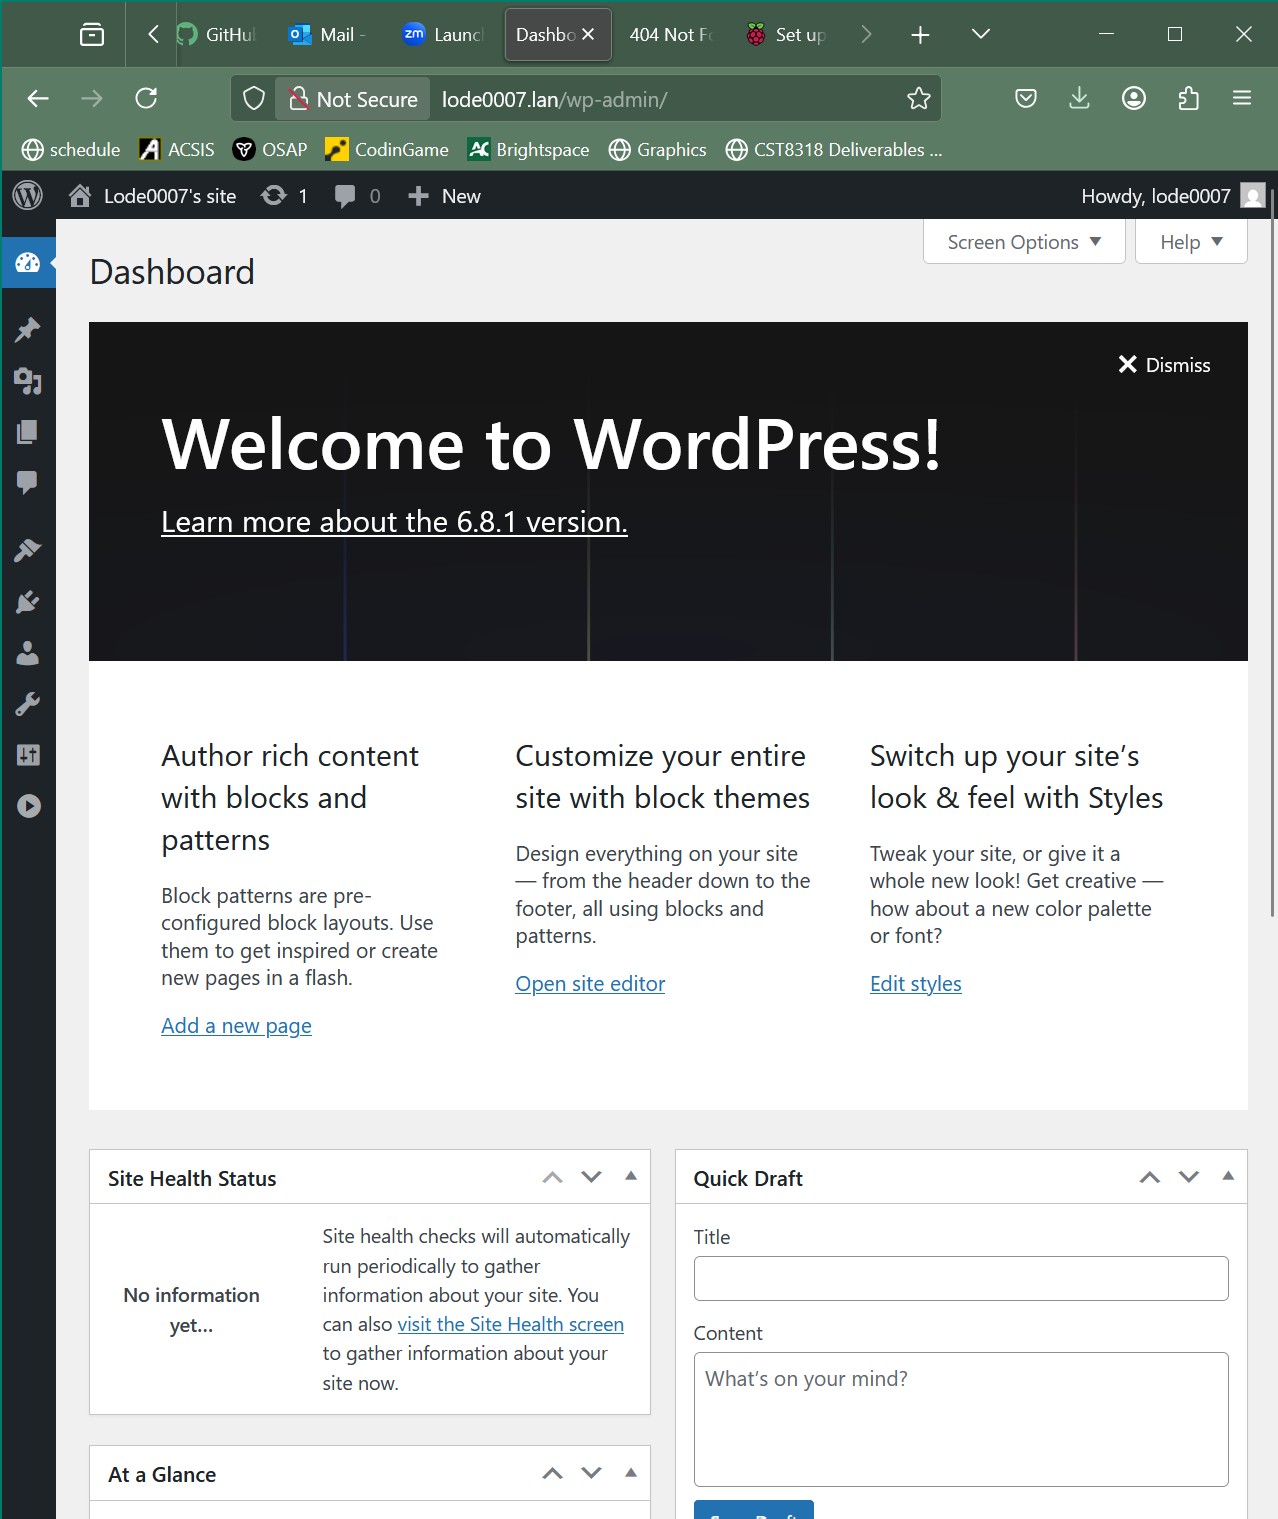 GitHul
Mail -
zm Launc
Dashbo
404 Not Fo
Set up
Not Secure
lode0007.lan/wp-admin/
schedule
ACSIS
OSAP
CodinGame
AC Brightspace
Graphics
CST8318 Deliverables ...
Lode0007's site
1
0
New
Howdy, lode0007
Screen Options
Help
Dashboard
Dismiss
Welcome to WordPress!
Learn more about the 6.8.1 version.
Author rich content
with blocks and
patterns
Block patterns are pre-
configured block layouts. Use
them to get inspired or create
new pages in a flash.
Add a new page
Customize your entire
site with block themes
Design everything on your site
— from the header down to the
footer, all using blocks and
patterns.
Open site editor
Switch up your site’s
look & feel with Styles
Tweak your site, or give it a
whole new look! Get creative —
how about a new color palette
or font?
Edit styles
Site Health Status
No information
yet...
Site health checks will automatically
run periodically to gather
information about your site. You
can also visit the Site Health screen
to gather information about your
site now.
At a Glance
Quick Draft
Title
Content
What’s on your mind?
Save Draft